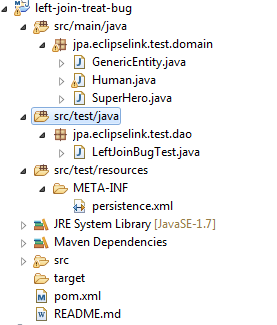 left-join-treat-bug
src/main/java
jpa.eclipselink.test.domain
GenericEntity.java
Human.java
SuperHero.java
src/test/java
jpa.eclipselink.test.dao
LeftJoinBugTest.java
src/test/resources
META-INF
persistence.xml
JRE System Library [JavaSE-1.7]
Maven Dependencies
src
target
pom.xml
README.md